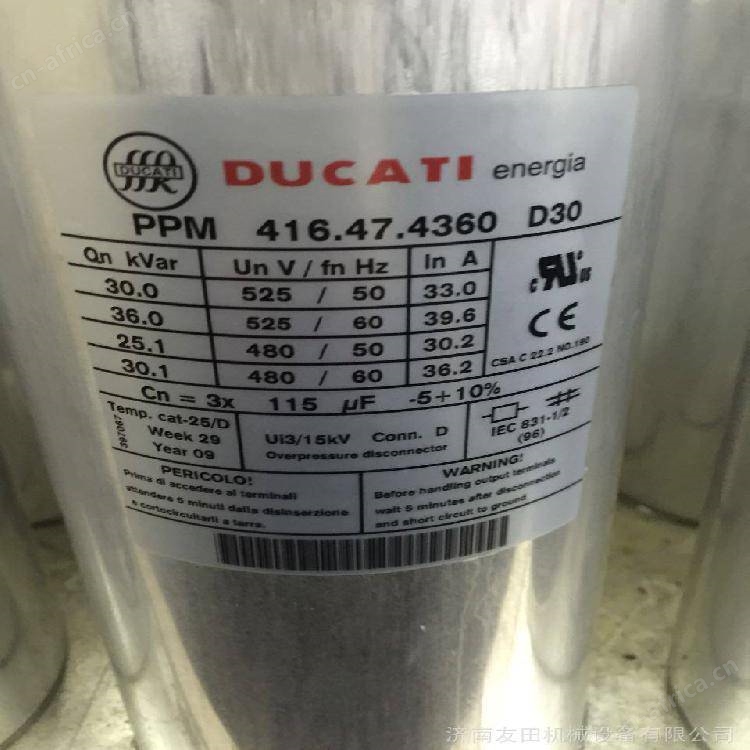 cn-africa.com
DUCATI
DUCATI energia
PPM 416.47.4360 D30
Qn kVar Un V / fn Hz In A
30.0 525 / 50 33.0
36.0 525 / 60 39.6
25.1 480 / 50 30.2
30.1 480 / 60 36.2
c RU us
CE
CSA C 22.2 NO.190
Cn = 3x 115 µF -5+10%
397067
Temp. cat-25/D
Week 29
Year 09
Ui3/15kV Conn. D
Overpressure disconnector
IEC 831-1/2
(96)
PERICOLO!
Prima di accedere ai terminali
attendere 5 minuti dalla disinserzione
e cortocircuitarli a terra.
WARNING!
Before handling output terminals
wait 5 minutes after disconnection
and short circuit to ground.
济南友田机械设备有限公司